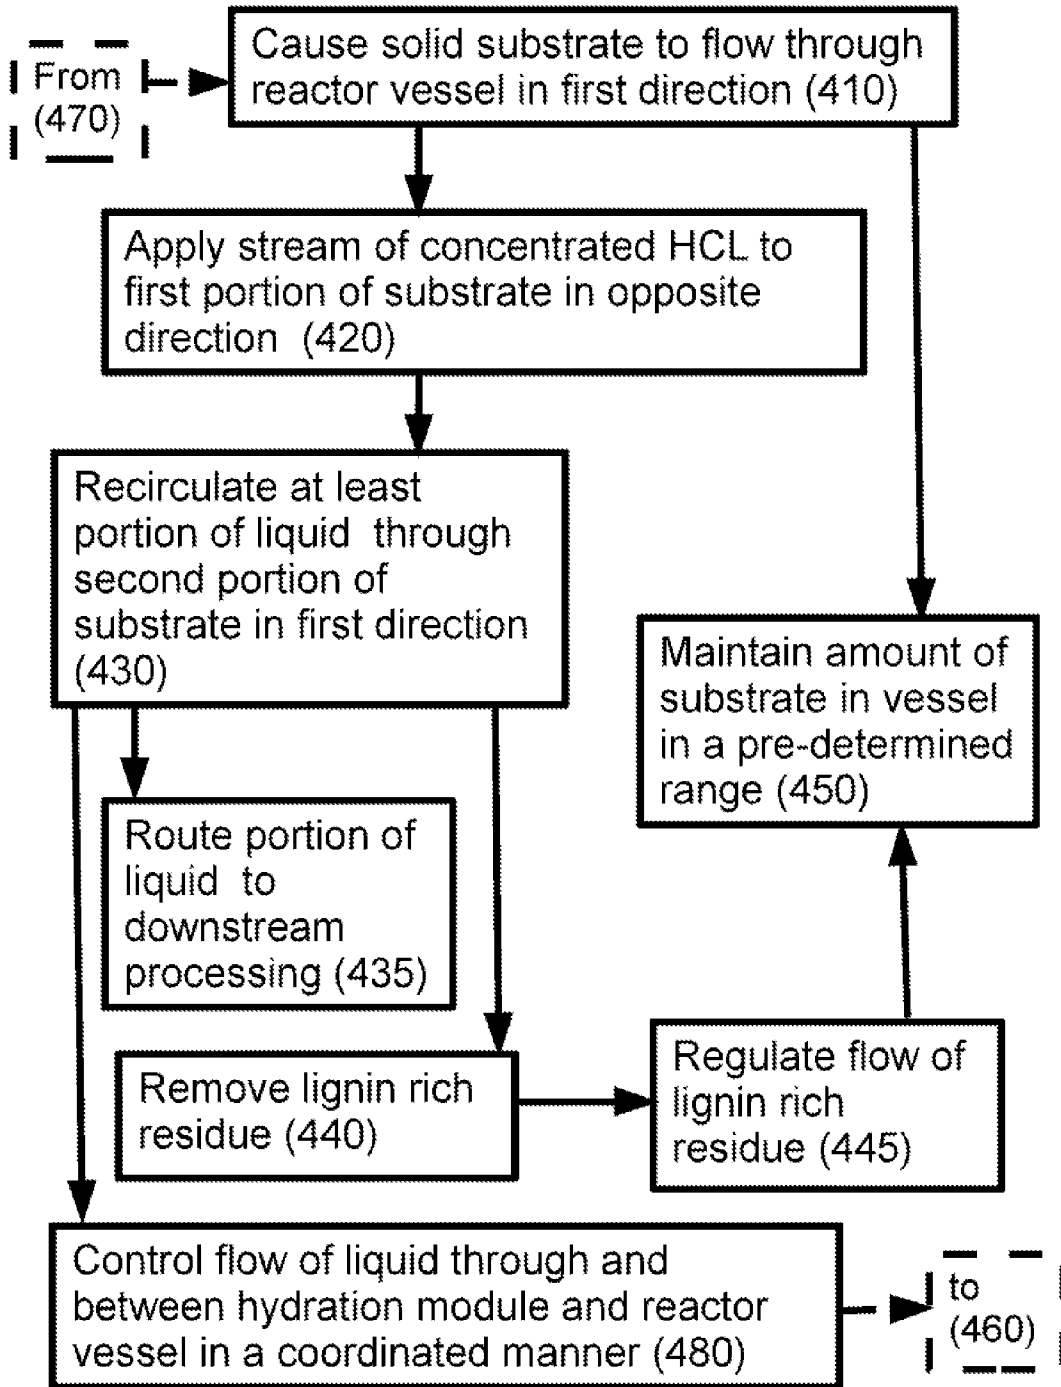 From
(470)
Cause solid substrate to flow through
reactor vessel in first direction (410)
Apply stream of concentrated HCL to
first portion of substrate in opposite
direction (420)
Recirculate at least
portion of liquid through
second portion of
substrate in first direction
(430)
Maintain amount of
substrate in vessel
in a pre-determined
range (450)
Route portion of
liquid to
downstream
processing (435)
Remove lignin rich
residue (440)
Regulate flow of
lignin rich
residue (445)
Control flow of liquid through and
between hydration module and reactor
vessel in a coordinated manner (480)
to
(460)